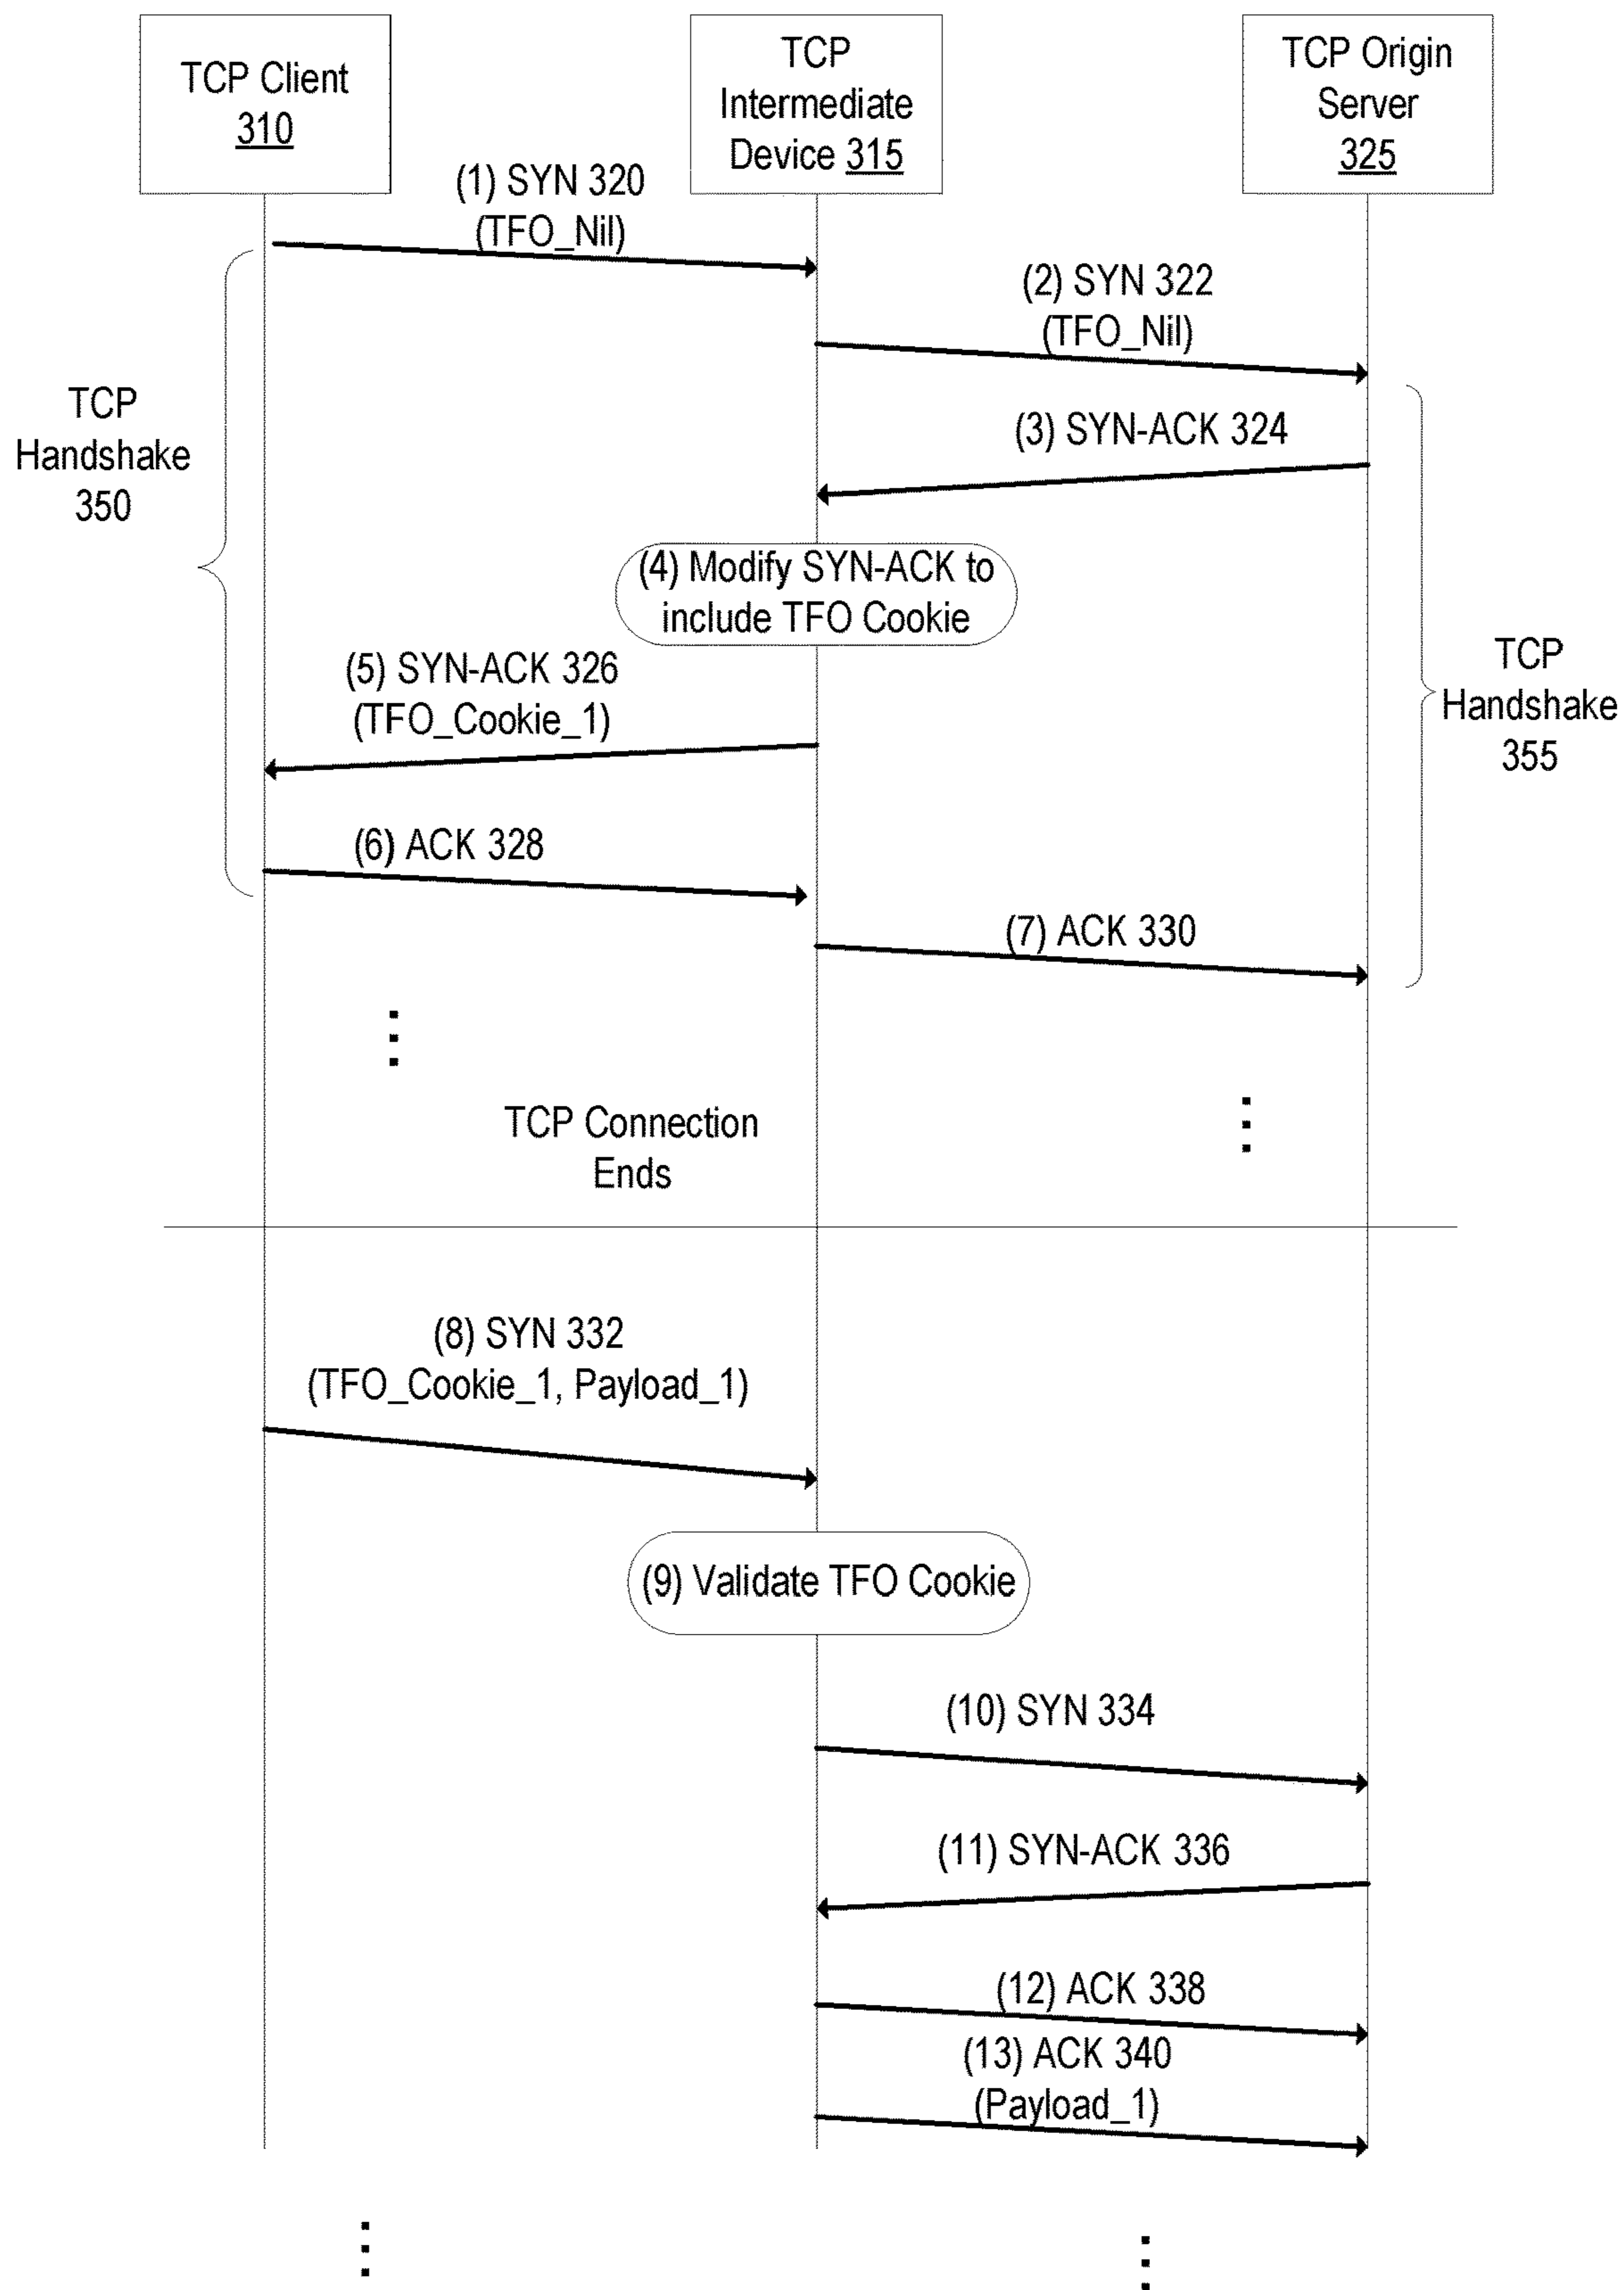 TCP Client
310
TCP
Intermediate
Device 315
TCP Origin
Server
325
(1) SYN 320
(TFO_Nil)
(2) SYN 322
(TFO_Nil)
TCP
Handshake
350
(3) SYN-ACK 324
(4) Modify SYN-ACK to
include TFO Cookie
(5) SYN-ACK 326
(TFO_Cookie_1)
TCP
Handshake
355
(6) ACK 328
(7) ACK 330
TCP Connection
Ends
(8) SYN 332
(TFO_Cookie_1, Payload_1)
(9) Validate TFO Cookie
(10) SYN 334
(11) SYN-ACK 336
(12) ACK 338
(13) ACK 340
(Payload_1)